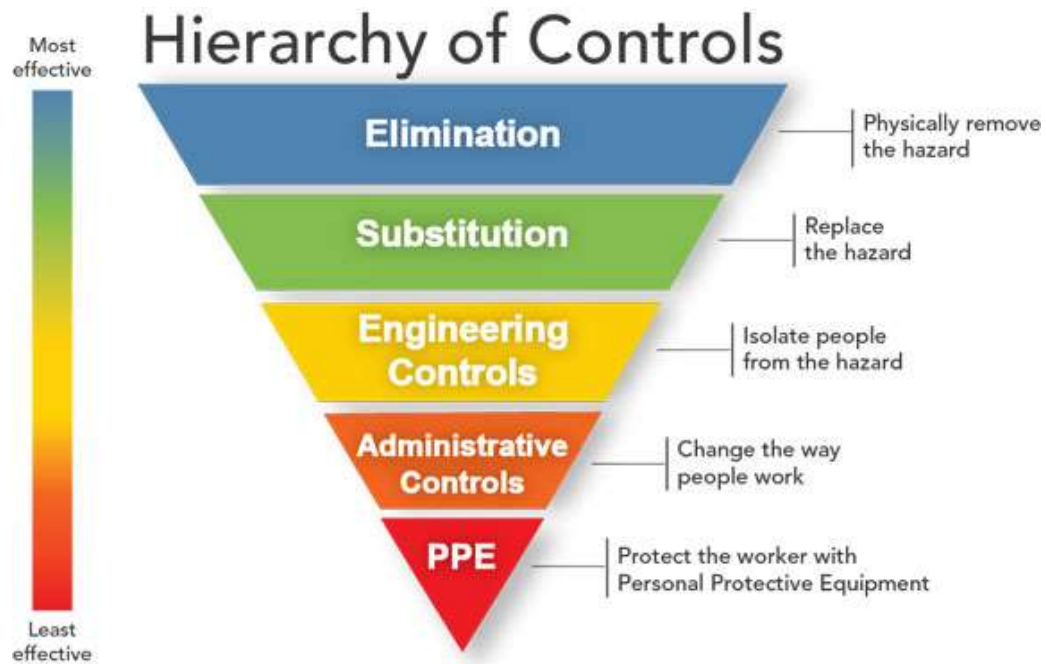 Hierarchy of Controls
Most
effective
Elimination
Physically remove
the hazard
Substitution
Replace
the hazard
Engineering
Controls
Isolate people
from the hazard
Administrative
Controls
Change the way
people work
PPE
Protect the worker with
Personal Protective Equipment
Least
effective